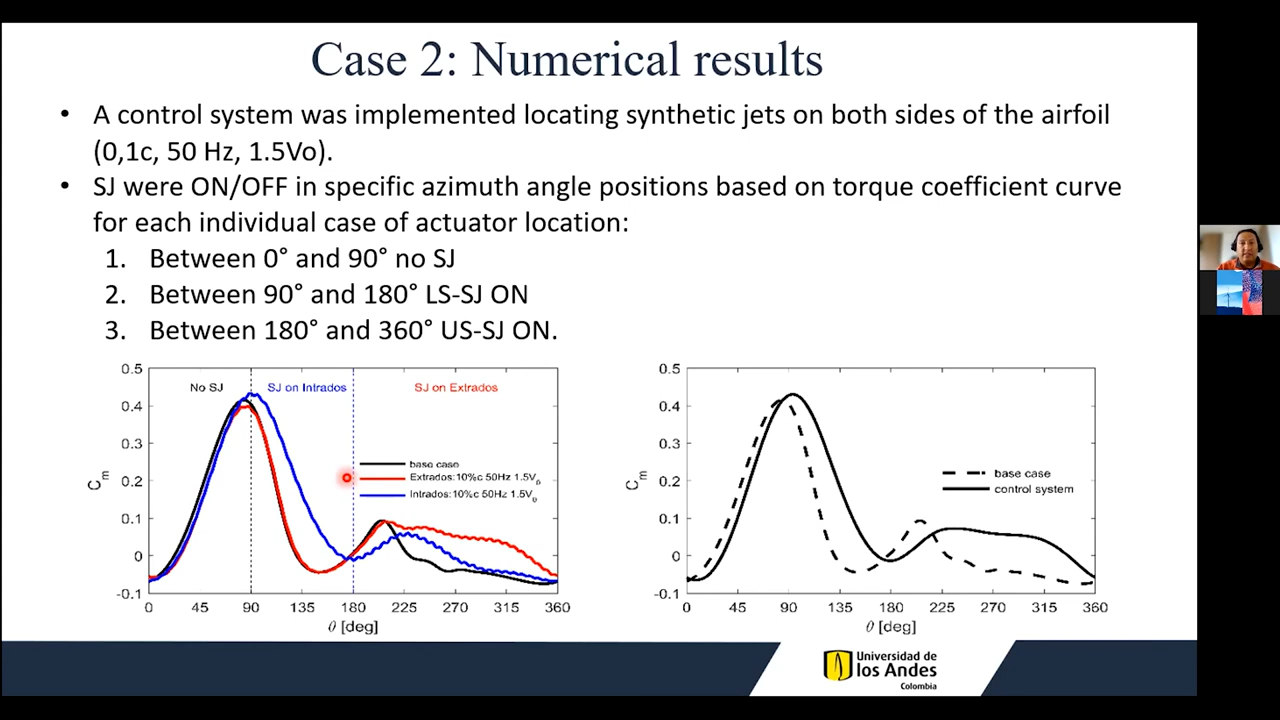 Case 2: Numerical results
• A control system was implemented locating synthetic jets on both sides of the airfoil
(0,1c, 50 Hz, 1.5Vo).
• SJ were ON/OFF in specific azimuth angle positions based on torque coefficient curve
for each individual case of actuator location:
1. Between 0° and 90° no SJ
2. Between 90° and 180° LS-SJ ON
3. Between 180° and 360° US-SJ ON.
No SJ
SJ on Intrados
SJ on Extrados
base case
Extrados:10%c 50Hz 1.5V₀
Intrados:10%c 50Hz 1.5V₀
0.5
0.4
0.3
0.2
0.1
0
-0.1
Cm
0 45 90 135 180 225 270 315 360
θ [deg]
base case
control system
0.5
0.4
0.3
0.2
0.1
0
-0.1
Cm
0 45 90 135 180 225 270 315 360
θ [deg]
Universidad de
los Andes
Colombia